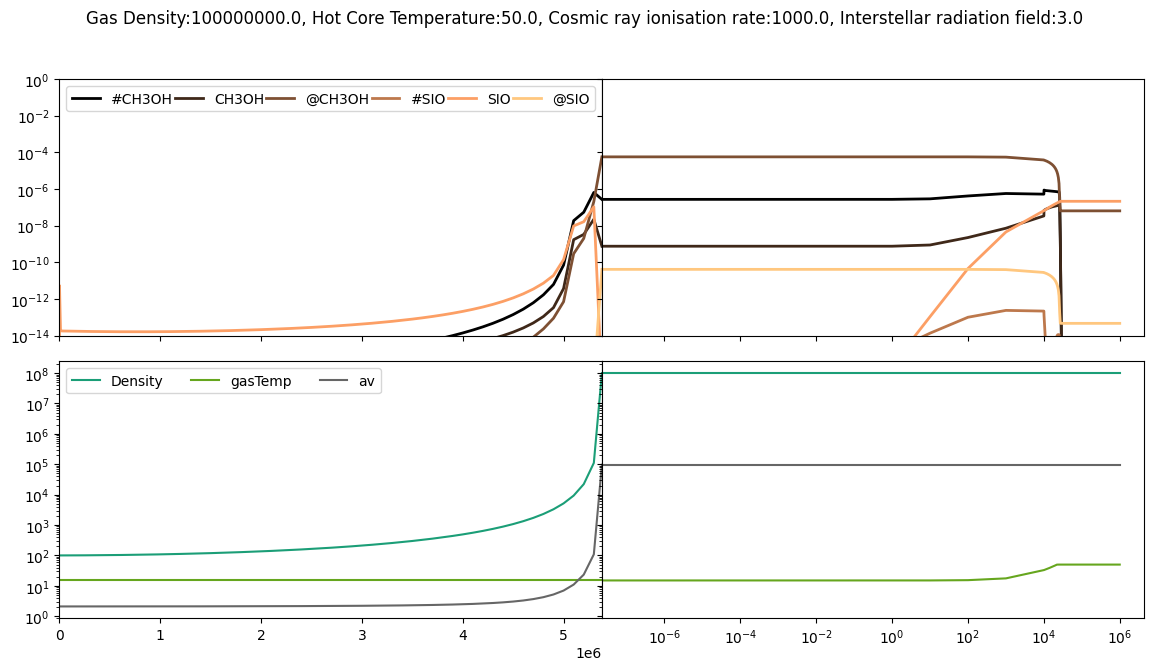 Gas Density:100000000.0, Hot Core Temperature:50.0, Cosmic ray ionisation rate:1000.0, Interstellar radiation field:3.0
#CH3OH CH3OH @CH3OH #SIO SIO @SIO
10^0
10^-2
10^-4
10^-6
10^-8
10^-10
10^-12
10^-14
Density gasTemp av
10^8
10^7
10^6
10^5
10^4
10^3
10^2
10^1
10^0
0 1 2 3 4 5
1e6
10^-6 10^-4 10^-2 10^0 10^2 10^4 10^6